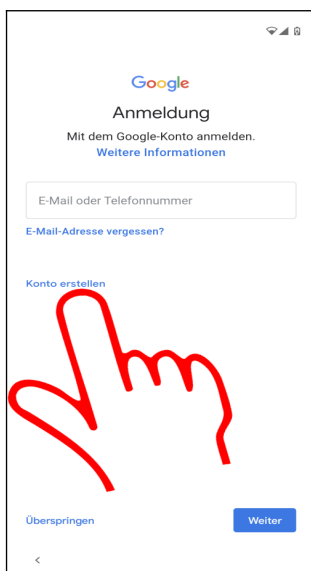 Google
Anmeldung
Mit dem Google-Konto anmelden.
Weitere Informationen
E-Mail oder Telefonnummer
E-Mail-Adresse vergessen?
Konto erstellen
Überspringen
Weiter